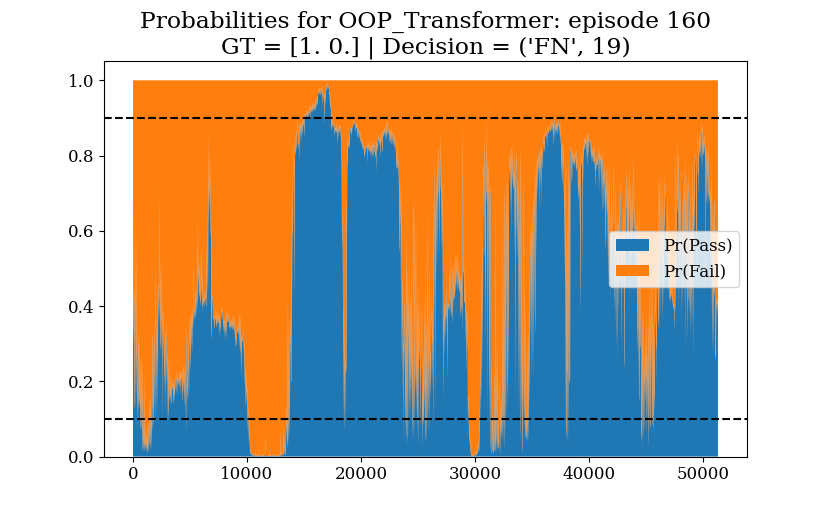 Probabilities for OOP_Transformer: episode 160
GT = [1. 0.] | Decision = ('FN', 19)
1.0
0.8
0.6
0.4
0.2
0.0
Pr(Pass)
Pr(Fail)
0 10000 20000 30000 40000 50000